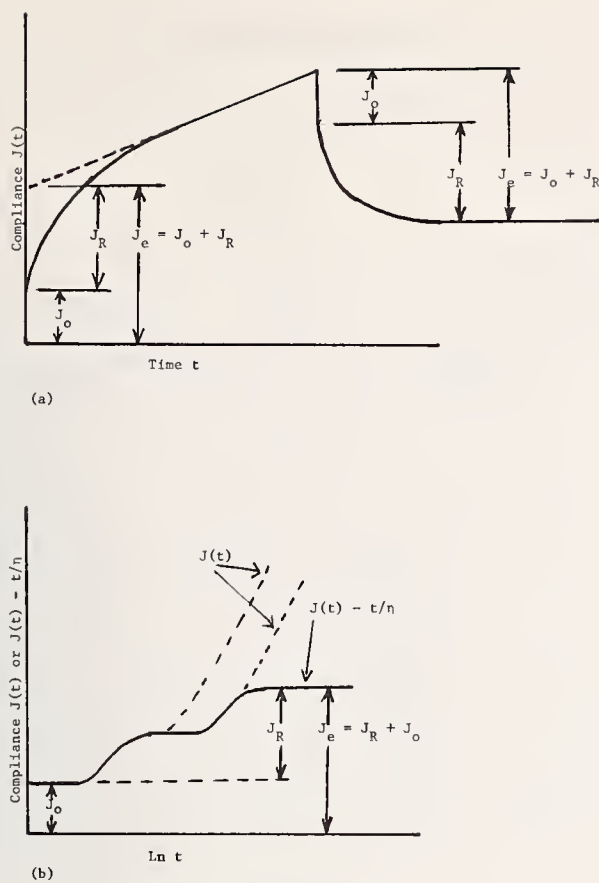 Compliance J(t)
J_o
J_R
J_e = J_o + J_R
J_R
J_e = J_o + J_R
J_o
Time t
(a)
Compliance J(t) or J(t) - t/η
J(t)
J(t) - t/η
J_R
J_e = J_R + J_o
J_o
Ln t
(b)